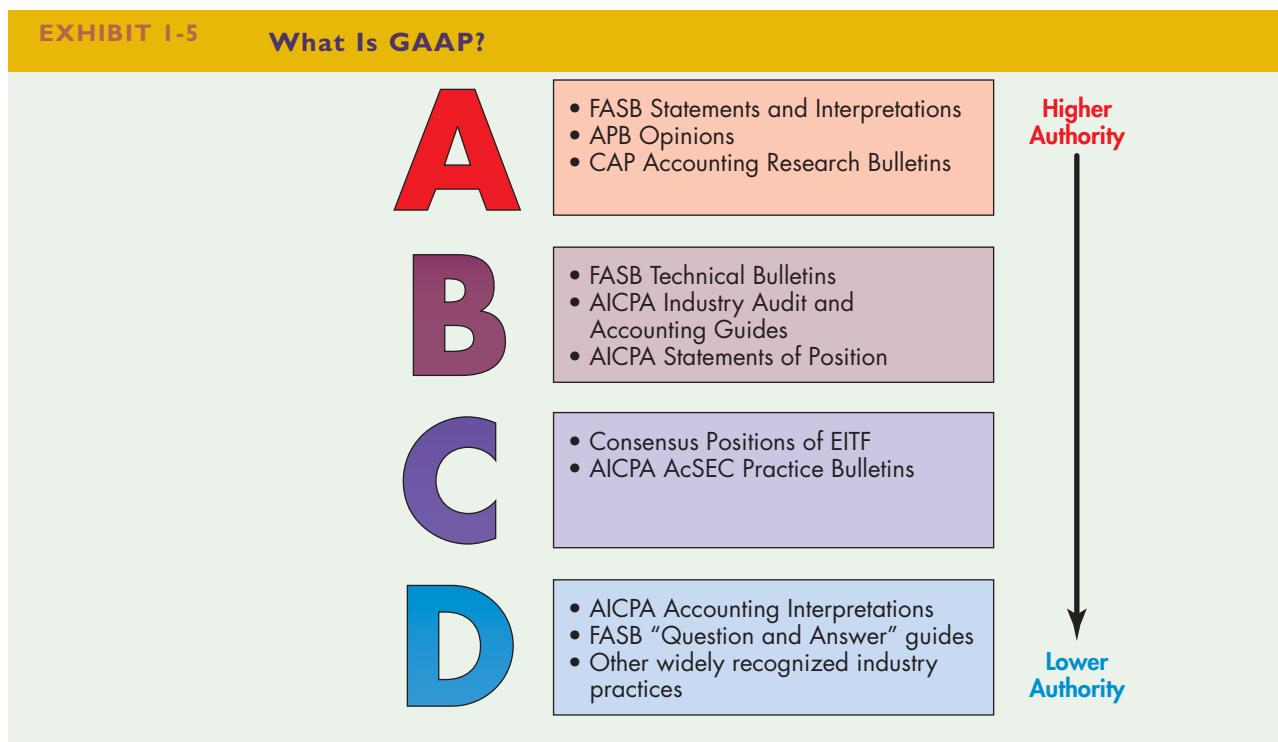 EXHIBIT 1-5 What Is GAAP?
A
• FASB Statements and Interpretations
• APB Opinions
• CAP Accounting Research Bulletins
Higher
Authority
B
• FASB Technical Bulletins
• AICPA Industry Audit and
Accounting Guides
• AICPA Statements of Position
C
• Consensus Positions of EITF
• AICPA AcSEC Practice Bulletins
D
• AICPA Accounting Interpretations
• FASB “Question and Answer” guides
• Other widely recognized industry
practices
Lower
Authority